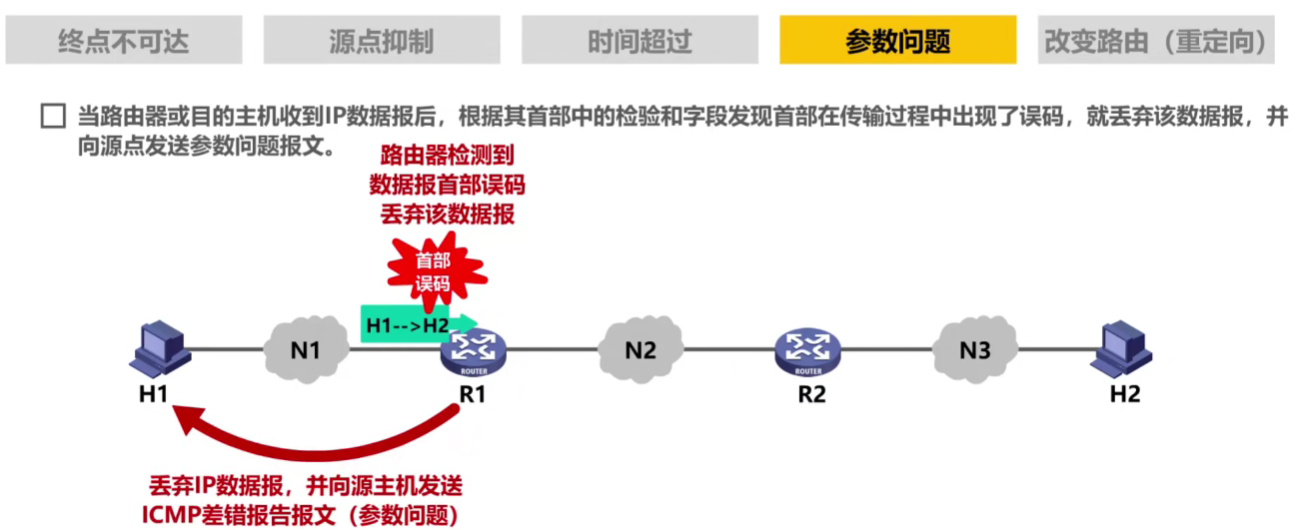 终点不可达
源点抑制
时间超过
参数问题
改变路由（重定向）
当路由器或目的主机收到IP数据报后，根据其首部中的检验和字段发现首部在传输过程中出现了误码，就丢弃该数据报，并
向源点发送参数问题报文。
路由器检测到
数据报首部误码
丢弃该数据报
首部
误码
H1-->H2
N1
N2
N3
ROUTER
ROUTER
H1
R1
R2
H2
丢弃IP数据报，并向源主机发送
ICMP差错报告报文（参数问题）